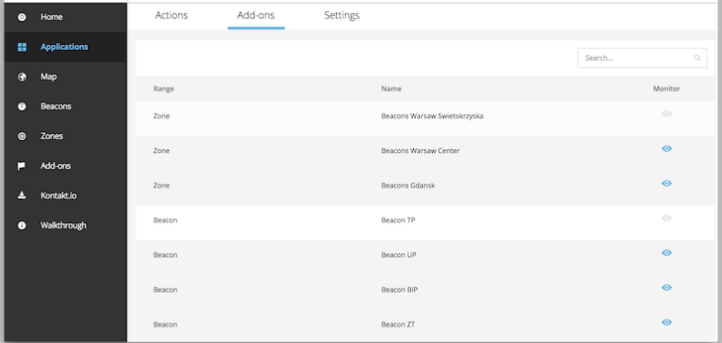 Home
Applications
Map
Beacons
Zones
Add-ons
Kontakt.io
Walkthrough
Actions Add-ons Settings
Search...
Range Name Monitor
Zone Beacons Warsaw Swietokrzyska
Zone Beacons Warsaw Center
Zone Beacons Gdansk
Beacon Beacon TP
Beacon Beacon UP
Beacon Beacon BIP
Beacon Beacon ZT